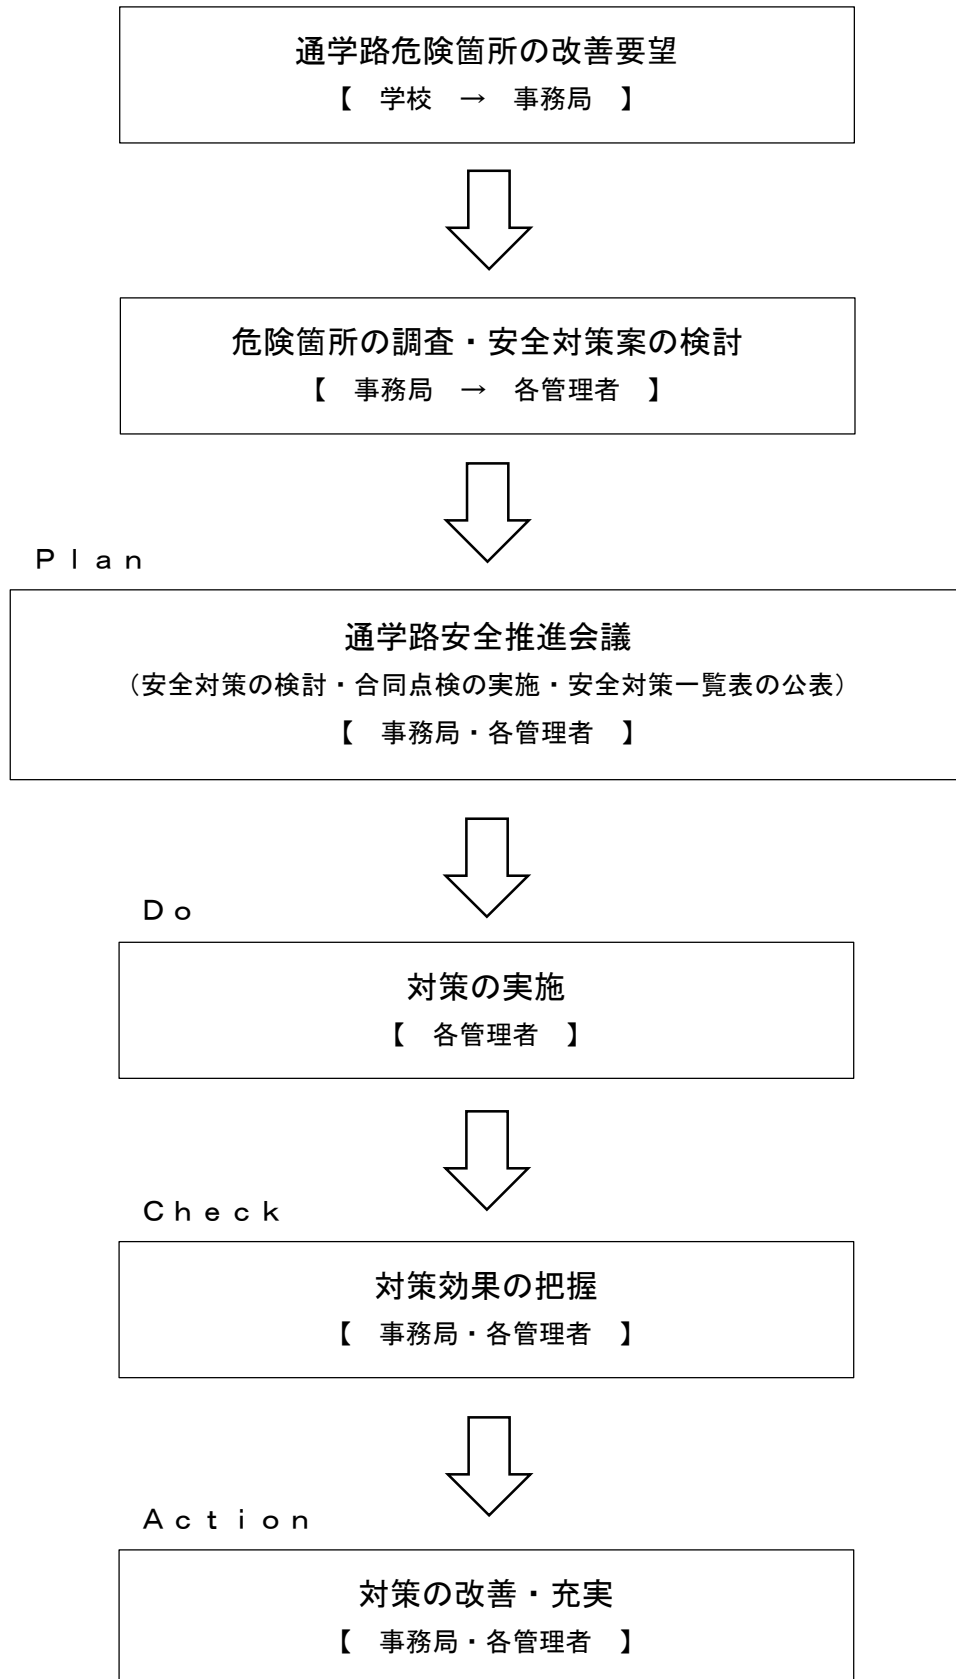 通学路危険箇所の改善要望
【　学校　→　事務局　】
危険箇所の調査・安全対策案の検討
【　事務局　→　各管理者　】
Ｐｌａｎ
通学路安全推進会議
（安全対策の検討・合同点検の実施・安全対策一覧表の公表）
【　事務局・各管理者　】
Ｄｏ
対策の実施
【　各管理者　】
Ｃｈｅｃｋ
対策効果の把握
【　事務局・各管理者　】
Ａｃｔｉｏｎ
対策の改善・充実
【　事務局・各管理者　】